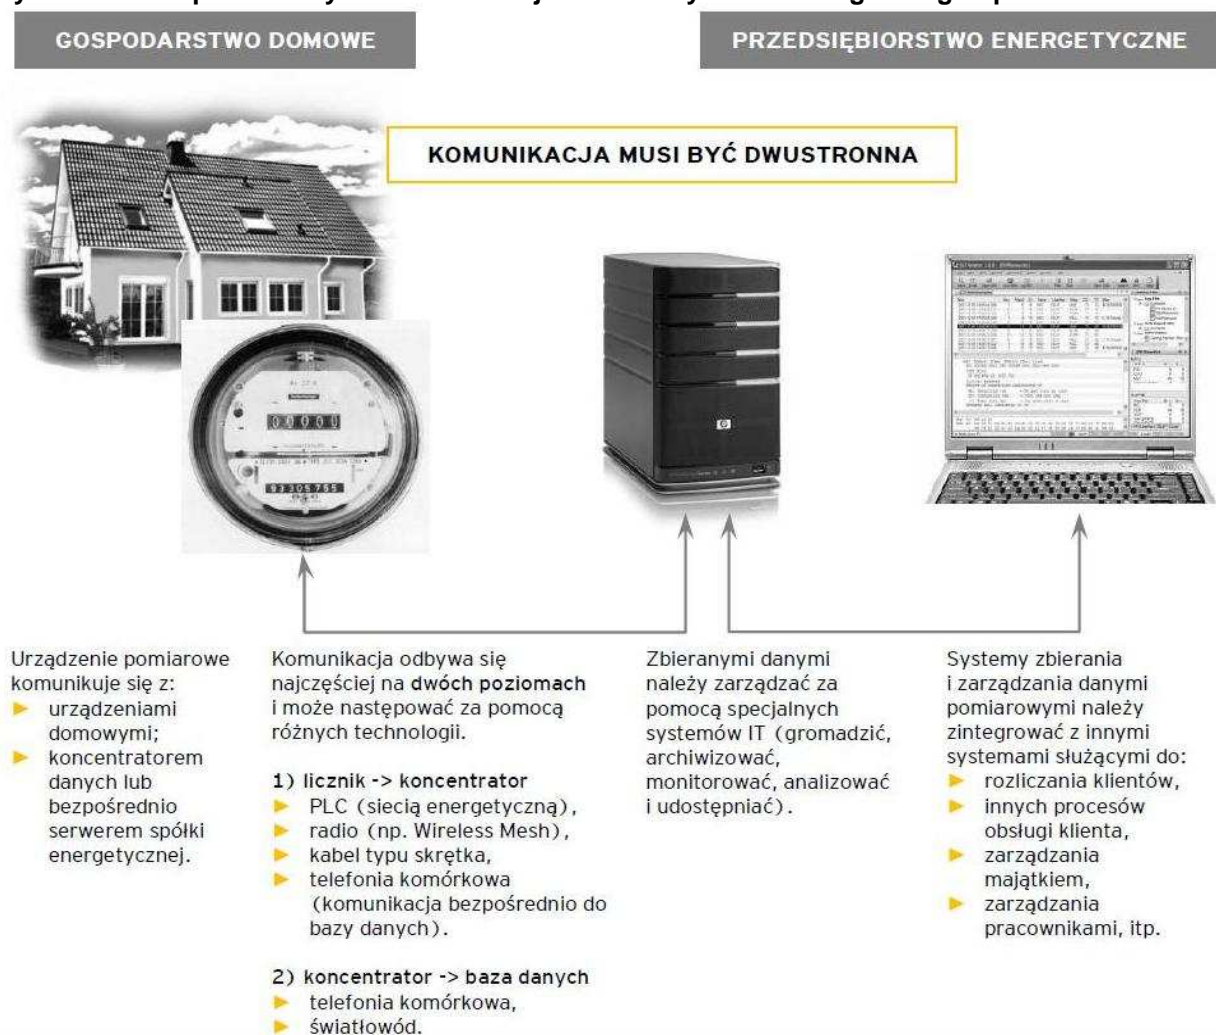 GOSPODARSTWO DOMOWE
PRZEDSIĘBIORSTWO ENERGETYCZNE
KOMUNIKACJA MUSI BYĆ DWUSTRONNA
00000
93305755
hp
Urządzenie pomiarowe
komunikuje się z:
► urządzeniami
domowymi;
► koncentratorem
danych lub
bezpośrednio
serwerem spółki
energetycznej.
Komunikacja odbywa się
najczęściej na dwóch poziomach
i może następować za pomocą
różnych technologii.
1) licznik -> koncentrator
► PLC (siecią energetyczną),
► radio (np. Wireless Mesh),
► kabel typu skrętka,
► telefonia komórkowa
(komunikacja bezpośrednio do
bazy danych).
2) koncentrator -> baza danych
► telefonia komórkowa,
► światłowód.
Zbieranymi danymi
należy zarządzać za
pomocą specjalnych
systemów IT (gromadzić,
archiwizować,
monitorować, analizować
i udostępniać).
Systemy zbierania
i zarządzania danymi
pomiarowymi należy
zintegrować z innymi
systemami służącymi do:
► rozliczania klientów,
► innych procesów
obsługi klienta,
► zarządzania
majątkiem,
► zarządzania
pracownikami, itp.